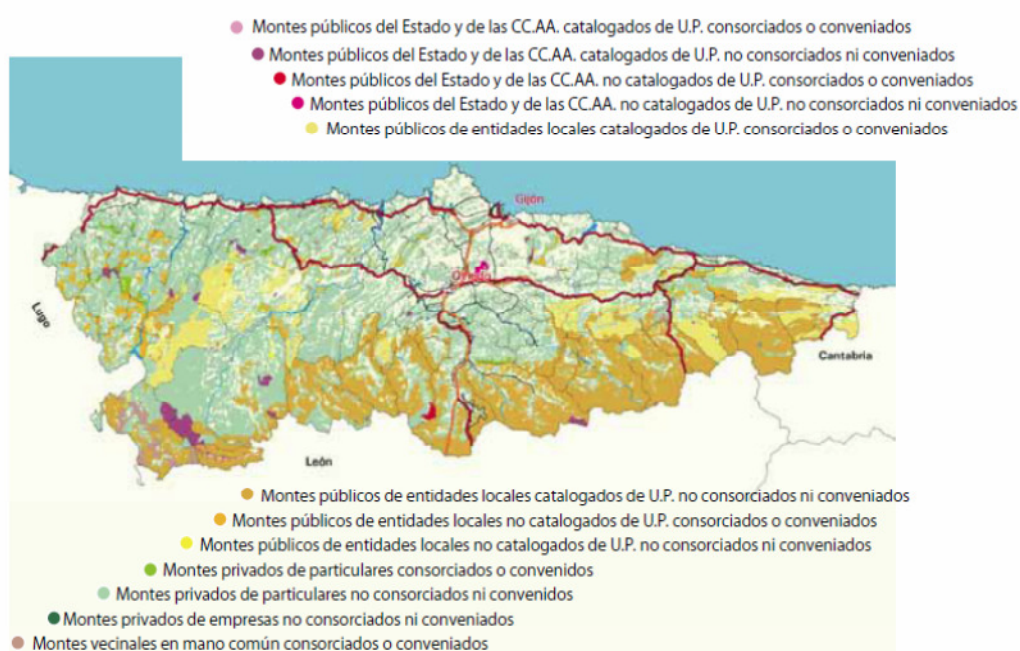 Montes públicos del Estado y de las CC.AA. catalogados de U.P. consorciados o conveniados
Montes públicos del Estado y de las CC.AA. catalogados de U.P. no consorciados ni conveniados
Montes públicos del Estado y de las CC.AA. no catalogados de U.P. consorciados o conveniados
Montes públicos del Estado y de las CC.AA. no catalogados de U.P. no consorciados ni conveniados
Montes públicos de entidades locales catalogados de U.P. consorciados o conveniados
Gijón
Oviedo
Lugo
Cantabria
León
Montes públicos de entidades locales catalogados de U.P. no consorciados ni conveniados
Montes públicos de entidades locales no catalogados de U.P. consorciados o conveniados
Montes públicos de entidades locales no catalogados de U.P. no consorciados ni conveniados
Montes privados de particulares consorciados o convenidos
Montes privados de particulares no consorciados ni convenidos
Montes privados de empresas no consorciados ni conveniados
Montes vecinales en mano común consorciados o conveniados